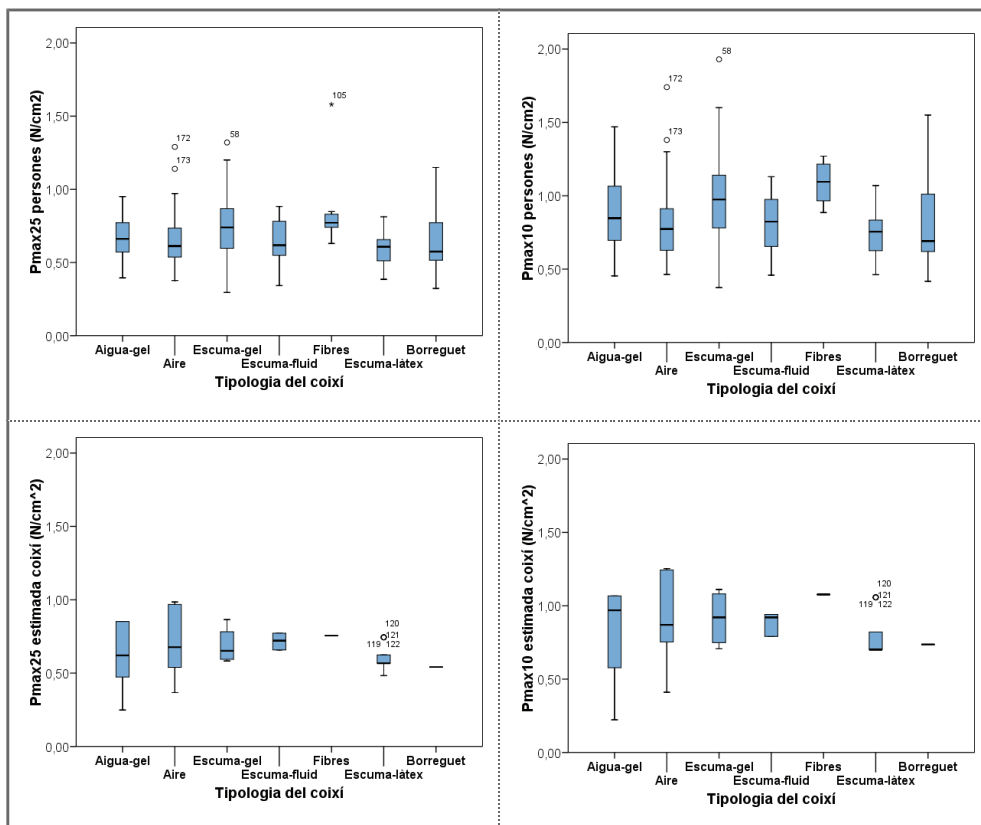 Pmax25 persones (N/cm2)
2,00
1,50
1,00
0,50
0,00
172
173
58
105
Aigua-gel
Aire
Escuma-gel
Escuma-fluid
Fibres
Escuma-làtex
Borreguet
Tipologia del coixí
Pmax10 persones (N/cm2)
2,00
1,50
1,00
0,50
0,00
172
173
58
Aigua-gel
Aire
Escuma-gel
Escuma-fluid
Fibres
Escuma-làtex
Borreguet
Tipologia del coixí
Pmax25 estimada coixí (N/cm^2)
2,00
1,50
1,00
0,50
0,00
120
121
119 122
Aigua-gel
Aire
Escuma-gel
Escuma-fluid
Fibres
Escuma-làtex
Borreguet
Tipologia del coixí
Pmax10 estimada coixí (N/cm^2)
2,00
1,50
1,00
0,50
0,00
120
121
119 122
Aigua-gel
Aire
Escuma-gel
Escuma-fluid
Fibres
Escuma-làtex
Borreguet
Tipologia del coixí